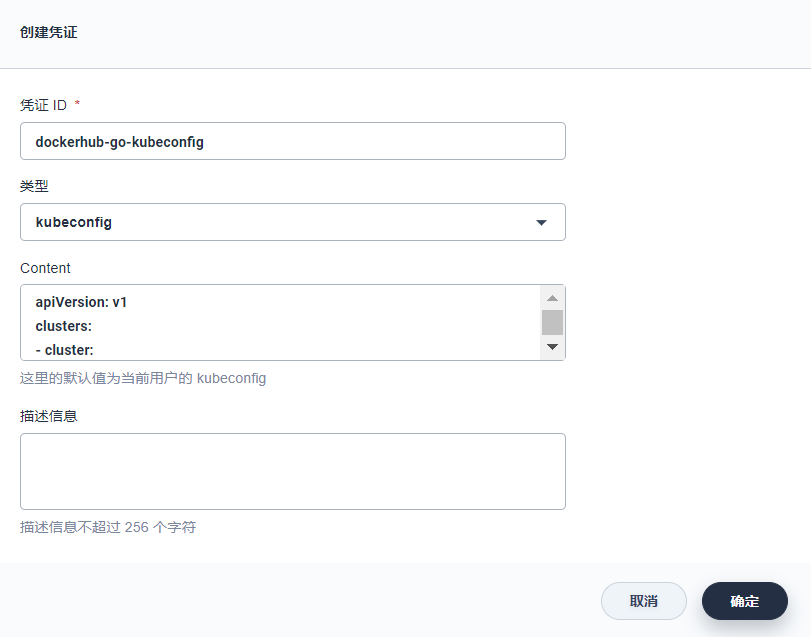 创建凭证
凭证 ID *
dockerhub-go-kubeconfig
类型
kubeconfig
Content
apiVersion: v1
clusters:
- cluster:
这里的默认值为当前用户的 kubeconfig
描述信息
描述信息不超过 256 个字符
取消
确定